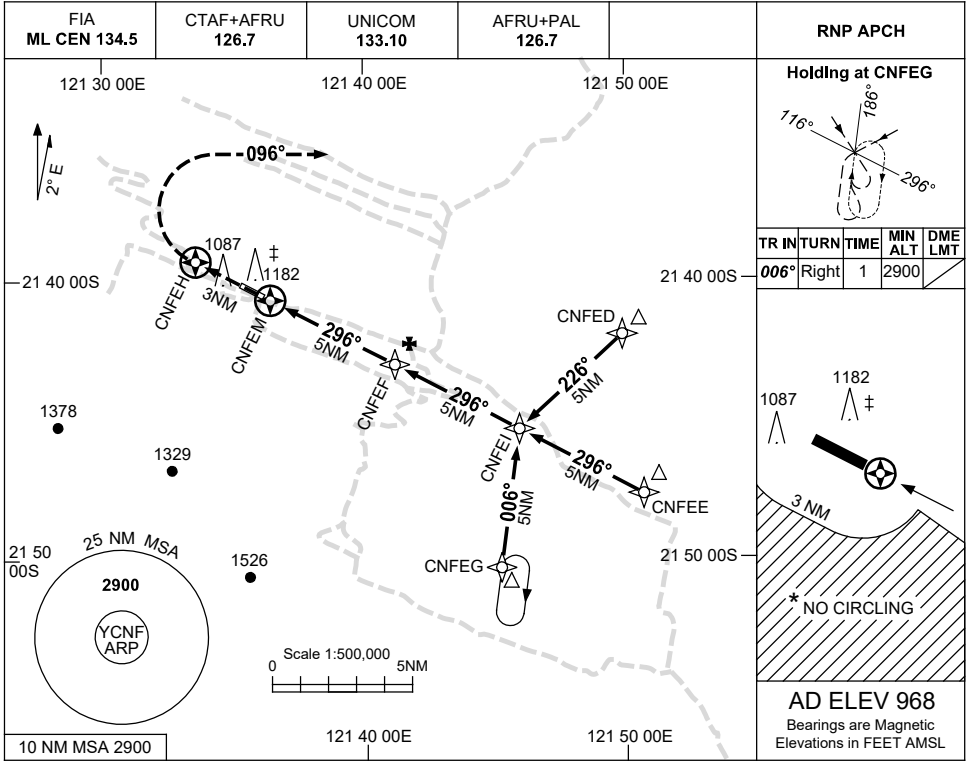 FIA
ML CEN 134.5
CTAF+AFRU
126.7
UNICOM
133.10
AFRU+PAL
126.7
RNP APCH
121 30 00E
121 40 00E
121 50 00E
2° E
096°
1087
‡
1182
21 40 00S
21 40 00S
CNFEH
3NM
CNFEM
296°
5NM
CNFEF
296°
5NM
CNFED
226°
5NM
CNFEI
296°
5NM
CNFEE
006°
5NM
CNFEG
1378
1329
1526
21 50
00S
21 50 00S
25 NM MSA
2900
YCNF
ARP
Scale 1:500,000
0
5NM
10 NM MSA 2900
121 40 00E
121 50 00E
Holding at CNFEG
186°
116°
296°
TR IN TURN TIME MIN ALT DME LMT
006° Right 1 2900
1087
1182
‡
3 NM
* NO CIRCLING
AD ELEV 968
Bearings are Magnetic
Elevations in FEET AMSL